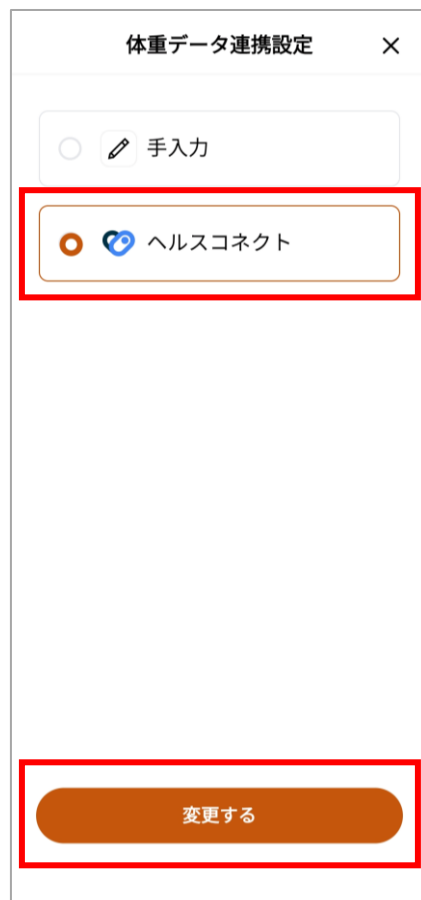 体重データ連携設定
手入力
ヘルスコネクト
変更する